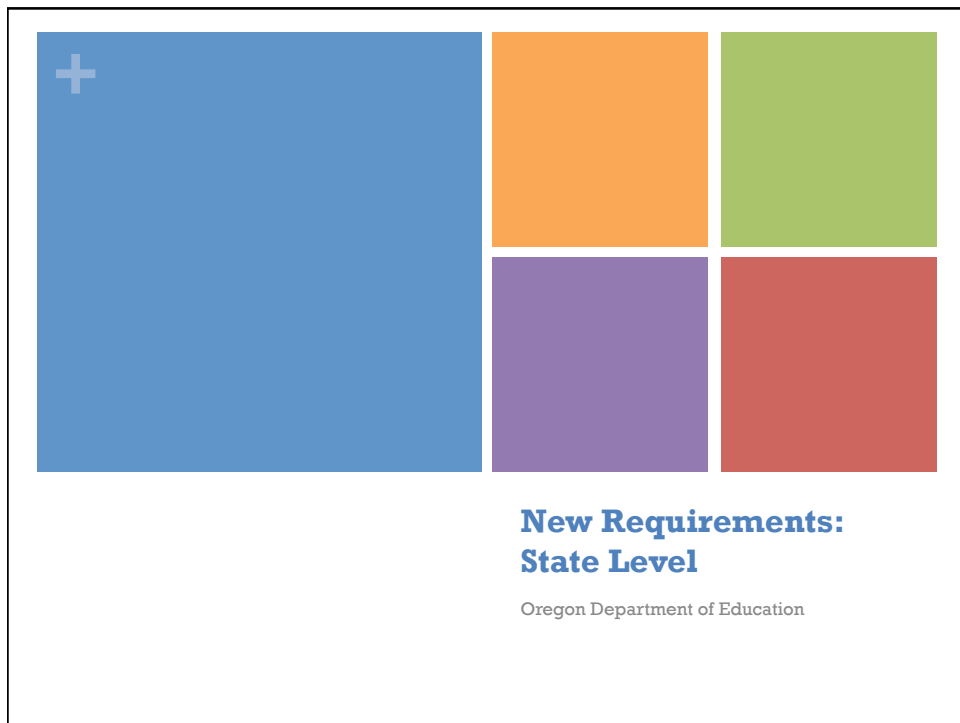 +
New Requirements:
State Level
Oregon Department of Education